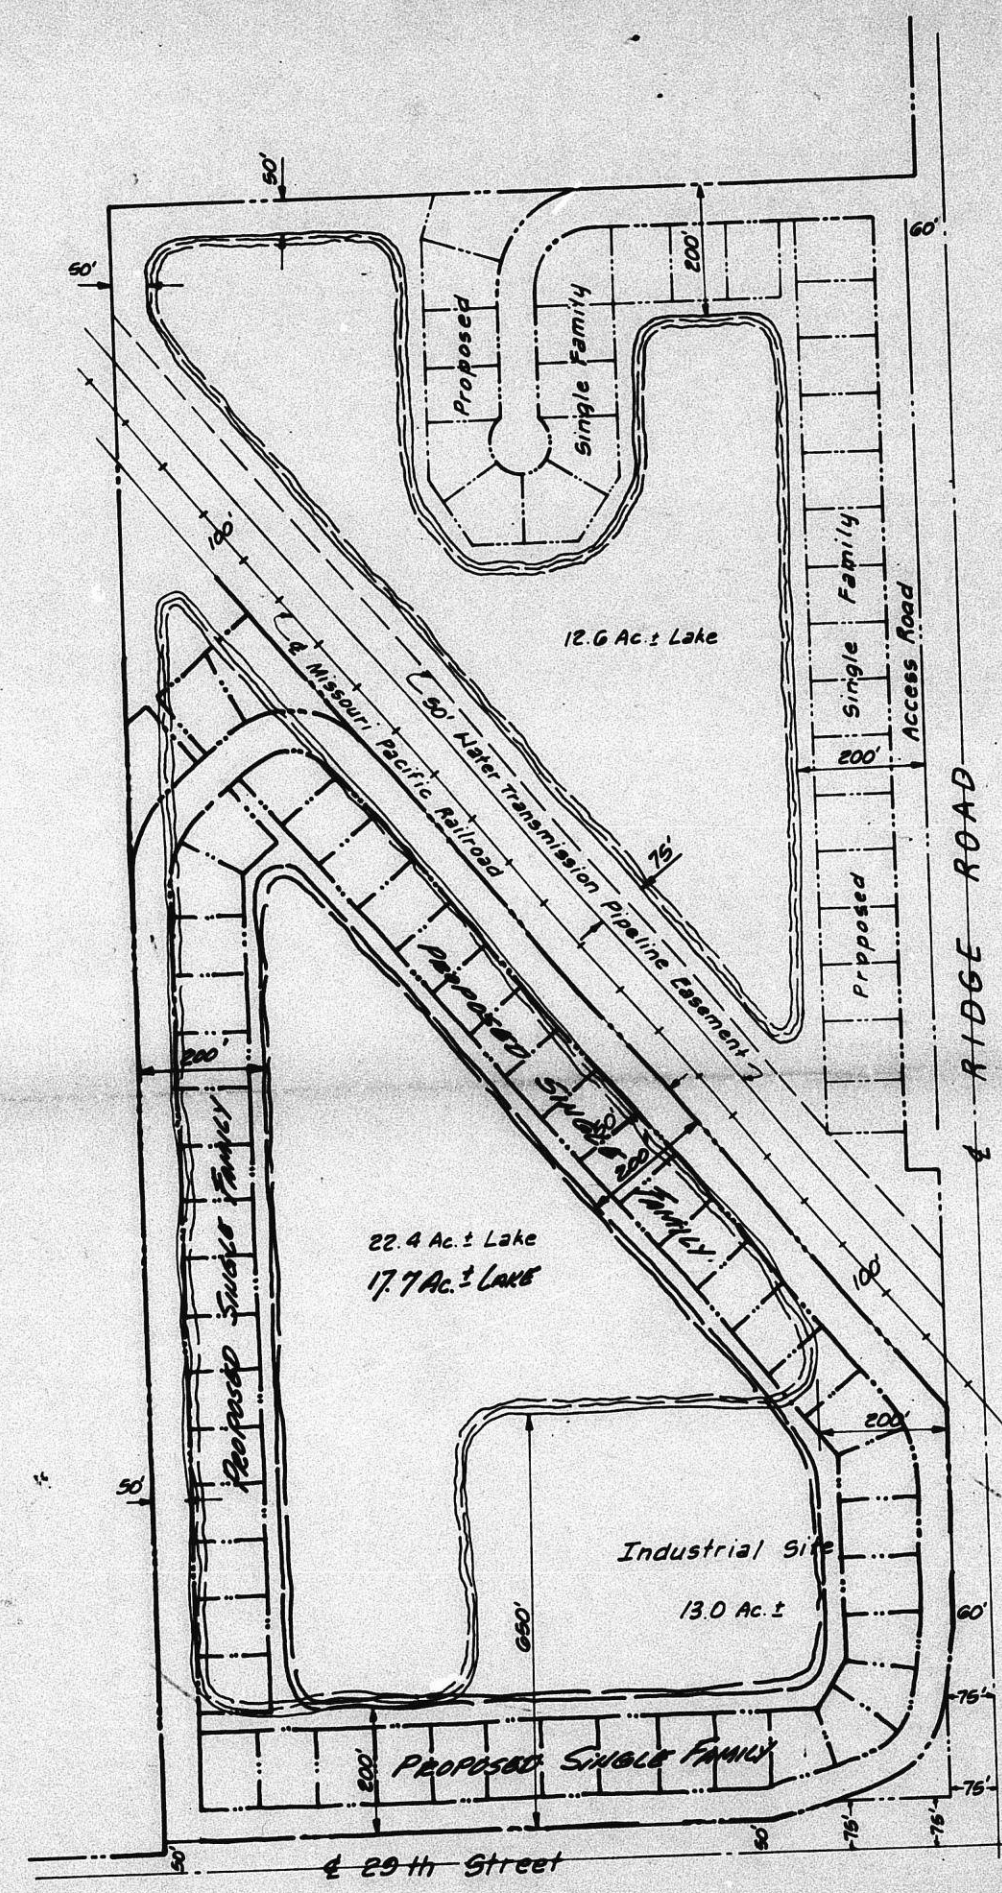 50'
50'
60'
200'
Proposed
Single Family
100'
℄ Missouri Pacific Railroad
50' Water Transmission Pipeline Easement
12.6 Ac.± Lake
Single Family
Proposed
Access Road
200'
75'
℄ RIDGE ROAD
PROPOSED SINGLE FAMILY
50'
200'
200'
PROPOSED SINGLE FAMILY
22.4 Ac.± Lake
17.7 Ac.± LAKE
100'
200'
50'
Industrial Site
13.0 Ac.±
650'
60'
75'
75'
200'
PROPOSED SINGLE FAMILY
50'
50'
75'
75'
℄ 29th Street